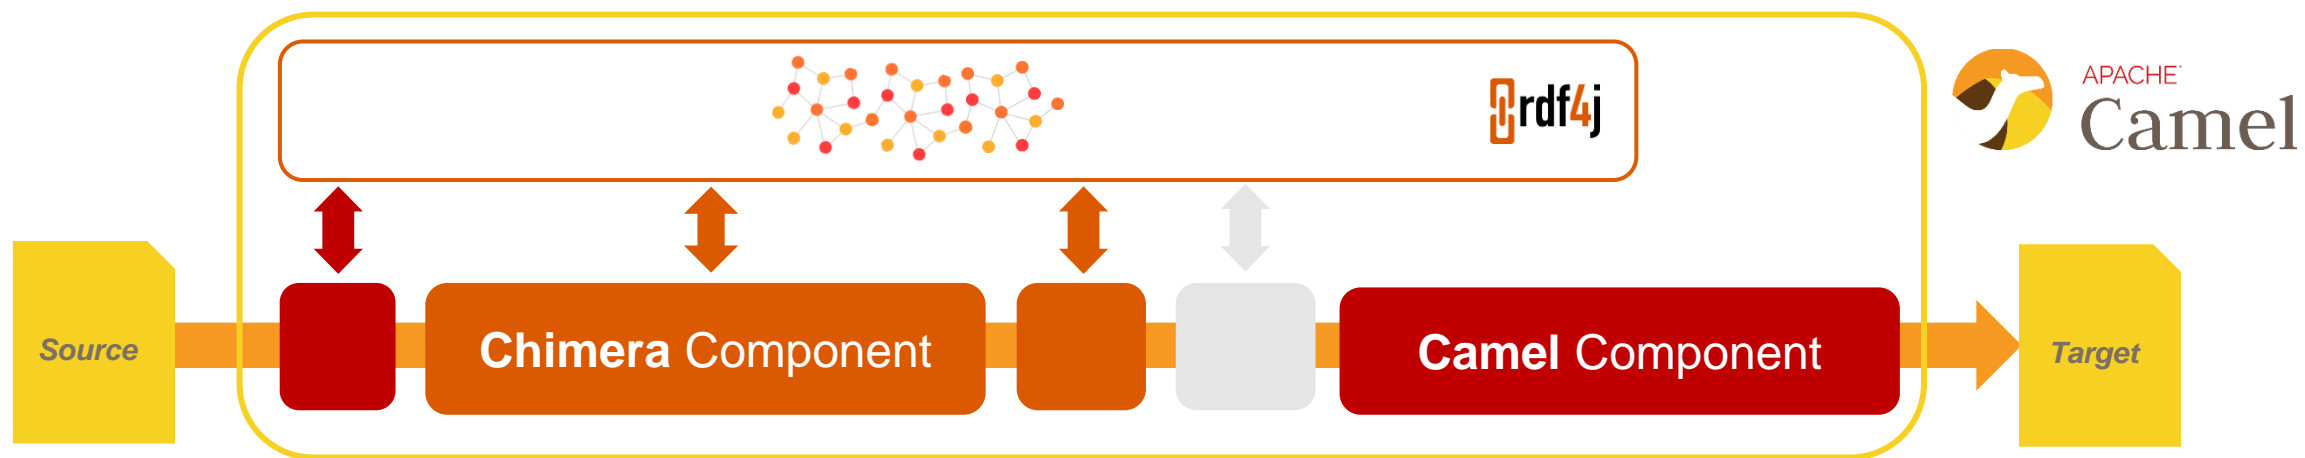 rdf4j
APACHE
Camel
Source
Chimera Component
Camel Component
Target